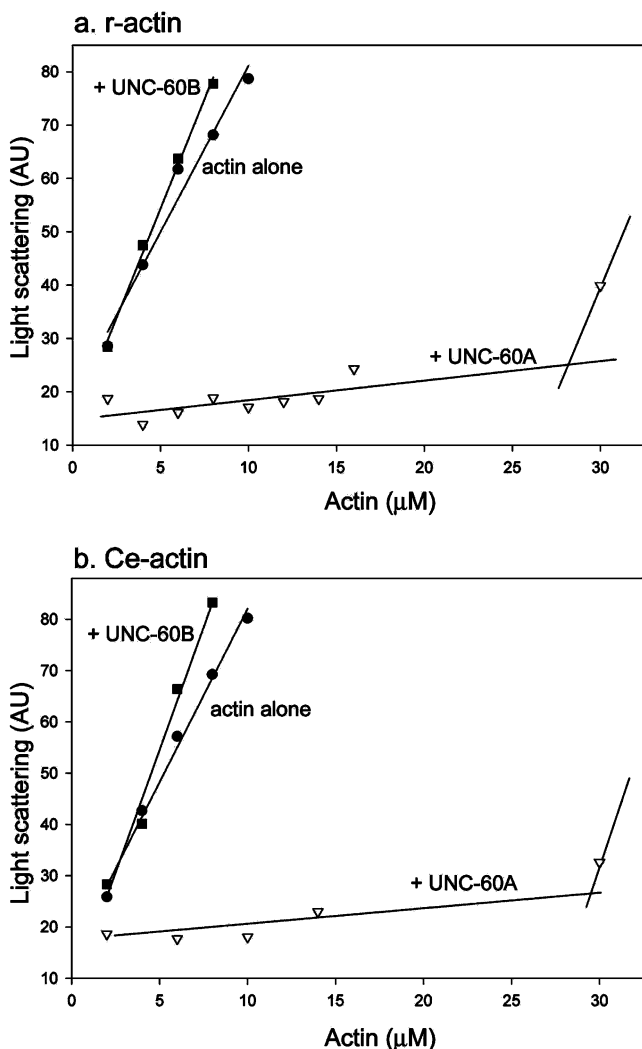 a. r-actin
80
70
60
50
40
30
20
10
Light scattering (AU)
+ UNC-60B
actin alone
+ UNC-60A
0 5 10 15 20 25 30
Actin (μM)
b. Ce-actin
80
70
60
50
40
30
20
10
Light scattering (AU)
+ UNC-60B
actin alone
+ UNC-60A
0 5 10 15 20 25 30
Actin (μM)